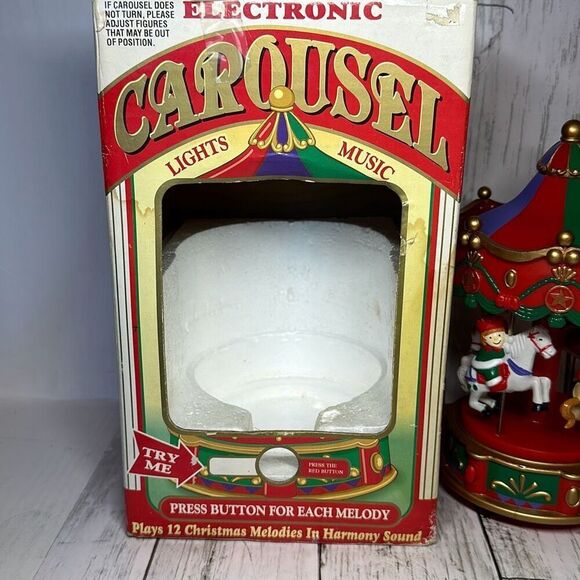 IF CAROUSEL DOES
NOT TURN, PLEASE
ADJUST FIGURES
THAT MAY BE OUT
OF POSITION.
ELECTRONIC
CAROUSEL
LIGHTS MUSIC
TRY
ME
PRESS THE
RED BUTTON
PRESS BUTTON FOR EACH MELODY
Plays 12 Christmas Melodies In Harmony Sound